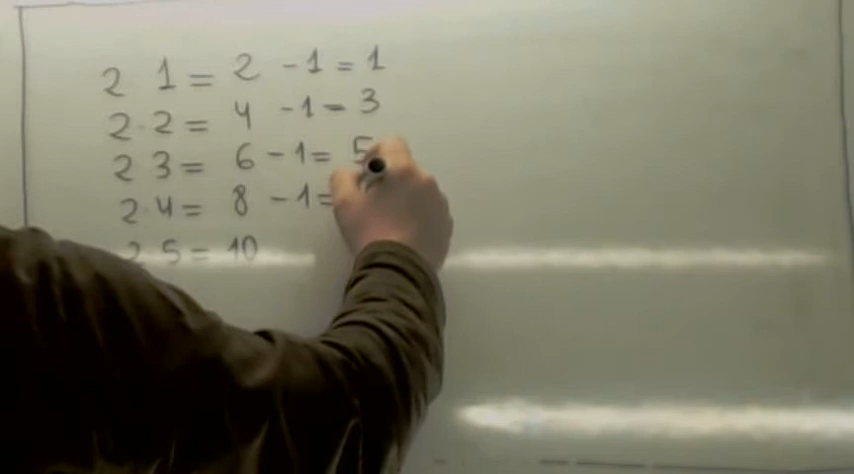 2 1 = 2 - 1 = 1
2·2 = 4 - 1 = 3
2 3 = 6 - 1 = 5
2·4 = 8 - 1 =
2 5 = 10